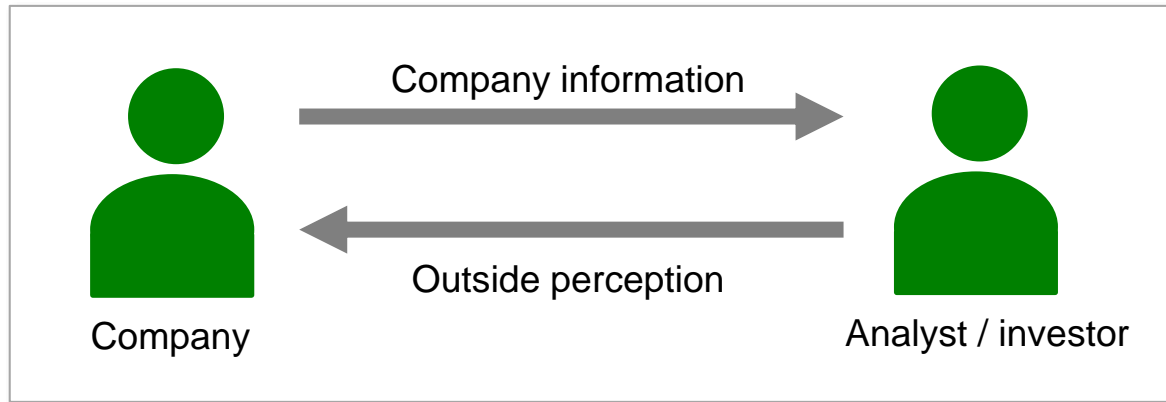 Company information
Outside perception
Company
Analyst / investor